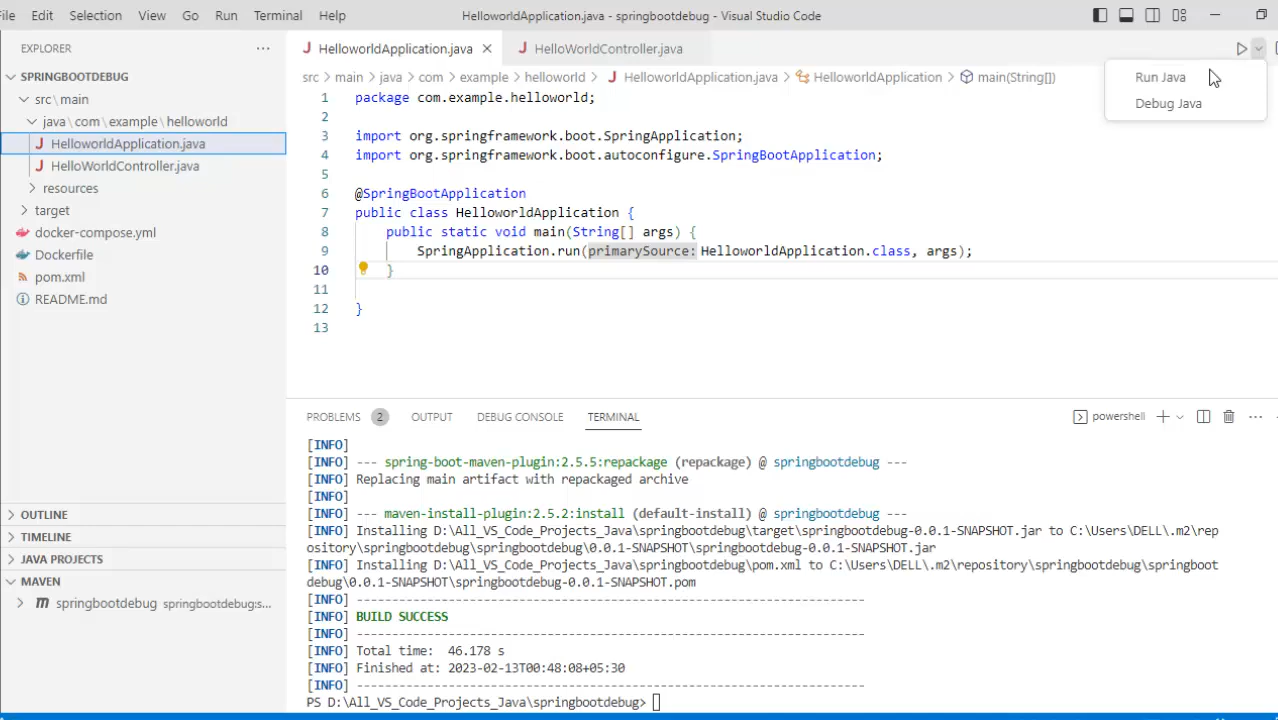 File Edit Selection View Go Run Terminal Help HelloworldApplication.java - springbootdebug - Visual Studio Code
EXPLORER ···
SPRINGBOOTDEBUG
src\main
java\com\example\helloworld
HelloworldApplication.java
HelloWorldController.java
resources
target
docker-compose.yml
Dockerfile
pom.xml
README.md
OUTLINE
TIMELINE
JAVA PROJECTS
MAVEN
springbootdebug springbootdebug:s...
HelloworldApplication.java HelloWorldController.java
src > main > java > com > example > helloworld > HelloworldApplication.java > HelloworldApplication > main(String[])
Run Java
Debug Java
1 package com.example.helloworld;
2
3 import org.springframework.boot.SpringApplication;
4 import org.springframework.boot.autoconfigure.SpringBootApplication;
5
6 @SpringBootApplication
7 public class HelloworldApplication {
8 public static void main(String[] args) {
9 SpringApplication.run(primarySource:HelloworldApplication.class, args);
10 }
11
12 }
13
PROBLEMS 2 OUTPUT DEBUG CONSOLE TERMINAL powershell
[INFO]
[INFO] --- spring-boot-maven-plugin:2.5.5:repackage (repackage) @ springbootdebug ---
[INFO] Replacing main artifact with repackaged archive
[INFO]
[INFO] --- maven-install-plugin:2.5.2:install (default-install) @ springbootdebug ---
[INFO] Installing D:\All_VS_Code_Projects_Java\springbootdebug\target\springbootdebug-0.0.1-SNAPSHOT.jar to C:\Users\DELL\.m2\rep
ository\springbootdebug\springbootdebug\0.0.1-SNAPSHOT\springbootdebug-0.0.1-SNAPSHOT.jar
[INFO] Installing D:\All_VS_Code_Projects_Java\springbootdebug\pom.xml to C:\Users\DELL\.m2\repository\springbootdebug\springboot
debug\0.0.1-SNAPSHOT\springbootdebug-0.0.1-SNAPSHOT.pom
[INFO] ------------------------------------------------------------------------
[INFO] BUILD SUCCESS
[INFO] ------------------------------------------------------------------------
[INFO] Total time: 46.178 s
[INFO] Finished at: 2023-02-13T00:48:08+05:30
[INFO] ------------------------------------------------------------------------
PS D:\All_VS_Code_Projects_Java\springbootdebug>